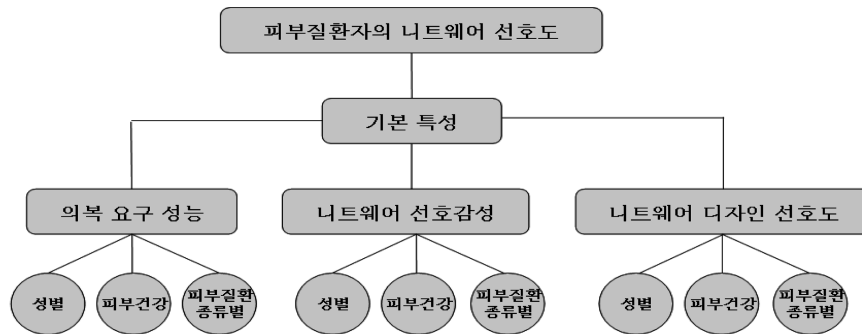 피부질환자의 니트웨어 선호도
기본 특성
의복 요구 성능
니트웨어 선호감성
니트웨어 디자인 선호도
성별
피부건강
피부질환
종류별
성별
피부건강
피부질환
종류별
성별
피부건강
피부질환
종류별